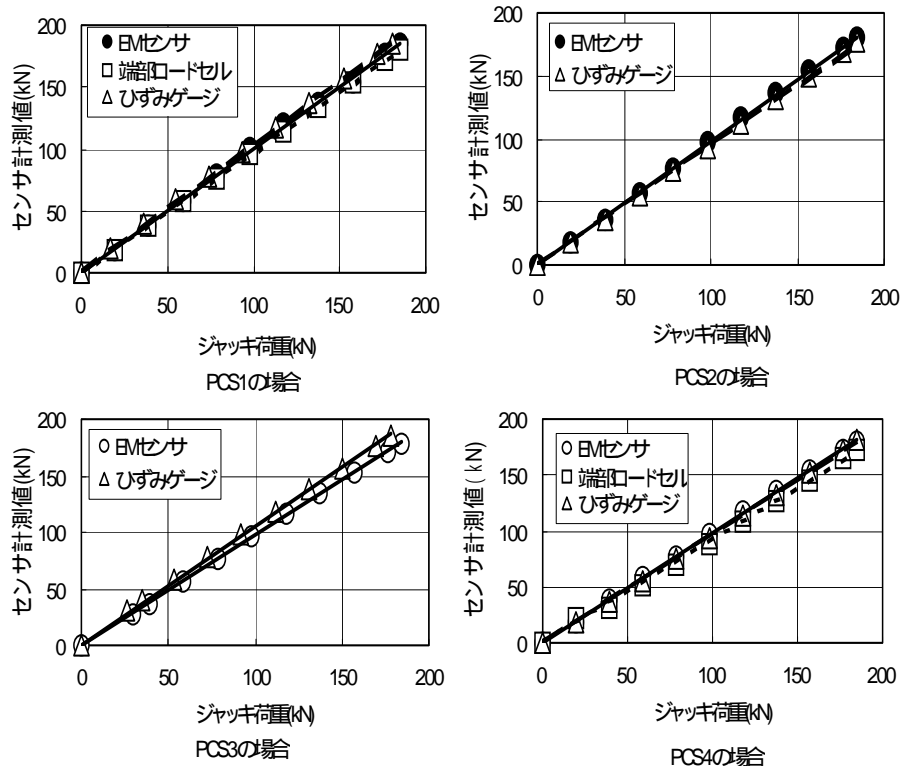 200
150
100
50
0
センサ計測値(kN)
●EMセンサ
□端部ロードセル
△ひずみゲージ
0 50 100 150 200
ジャッキ荷重(kN)
PCS1の場合
200
150
100
50
0
センサ計測値(kN)
●EMセンサ
△ひずみゲージ
0 50 100 150 200
ジャッキ荷重(kN)
PCS2の場合
200
150
100
50
0
センサ計測値(kN)
○EMセンサ
△ひずみゲージ
0 50 100 150 200
ジャッキ荷重(kN)
PCS3の場合
200
150
100
50
0
センサ計測値(kN)
○EMセンサ
□端部ロードセル
△ひずみゲージ
0 50 100 150 200
ジャッキ荷重(kN)
PCS4の場合